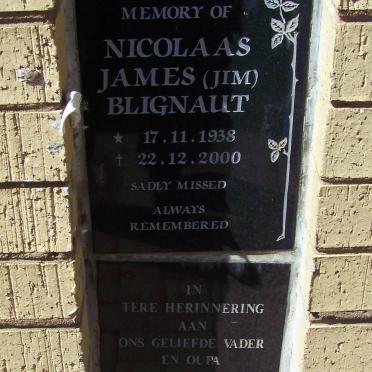 MEMORY OF
NICOLAAS
JAMES (JIM)
BLIGNAUT
★ 17.11.1938
† 22.12.2000
SADLY MISSED
ALWAYS
REMEMBERED
IN
TERE HERINNERING
AAN
ONS GELIEFDE VADER
EN OUPA